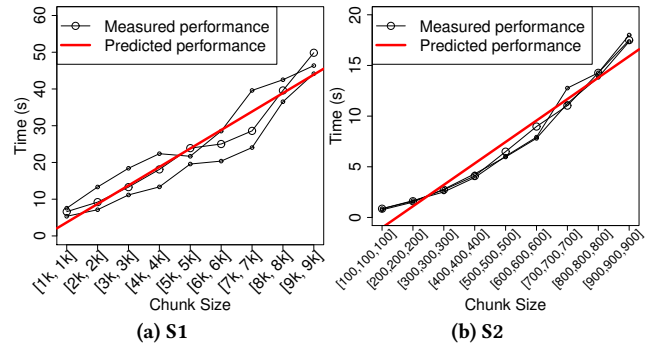 Measured performance
Predicted performance
Time (s)
60
50
40
30
20
10
0
[1k, 1k]
[2k, 2k]
[3k, 3k]
[4k, 4k]
[5k, 5k]
[6k, 6k]
[7k, 7k]
[8k, 8k]
[9k, 9k]
Chunk Size
(a) S1
Measured performance
Predicted performance
Time (s)
20
15
10
5
0
[100,100,100]
[200,200,200]
[300,300,300]
[400,400,400]
[500,500,500]
[600,600,600]
[700,700,700]
[800,800,800]
[900,900,900]
Chunk Size
(b) S2